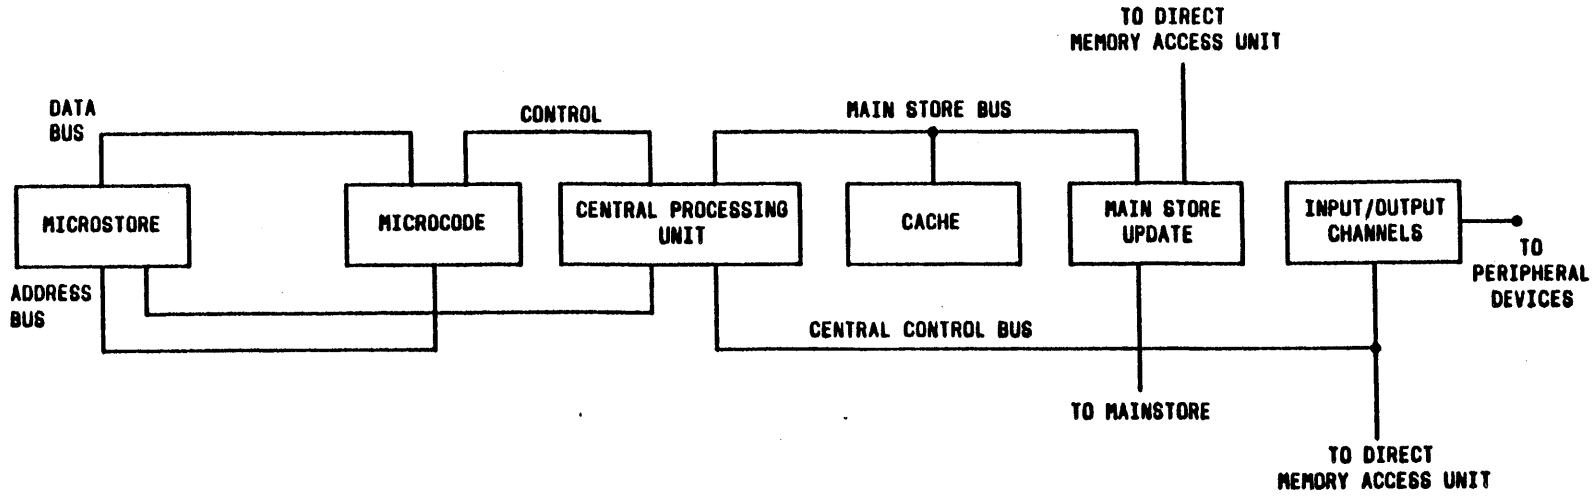 TO DIRECT
MEMORY ACCESS UNIT
DATA
BUS
CONTROL
MAIN STORE BUS
MICROSTORE
MICROCODE
CENTRAL PROCESSING
UNIT
CACHE
MAIN STORE
UPDATE
INPUT/OUTPUT
CHANNELS
TO
PERIPHERAL
DEVICES
ADDRESS
BUS
CENTRAL CONTROL BUS
TO MAINSTORE
TO DIRECT
MEMORY ACCESS UNIT